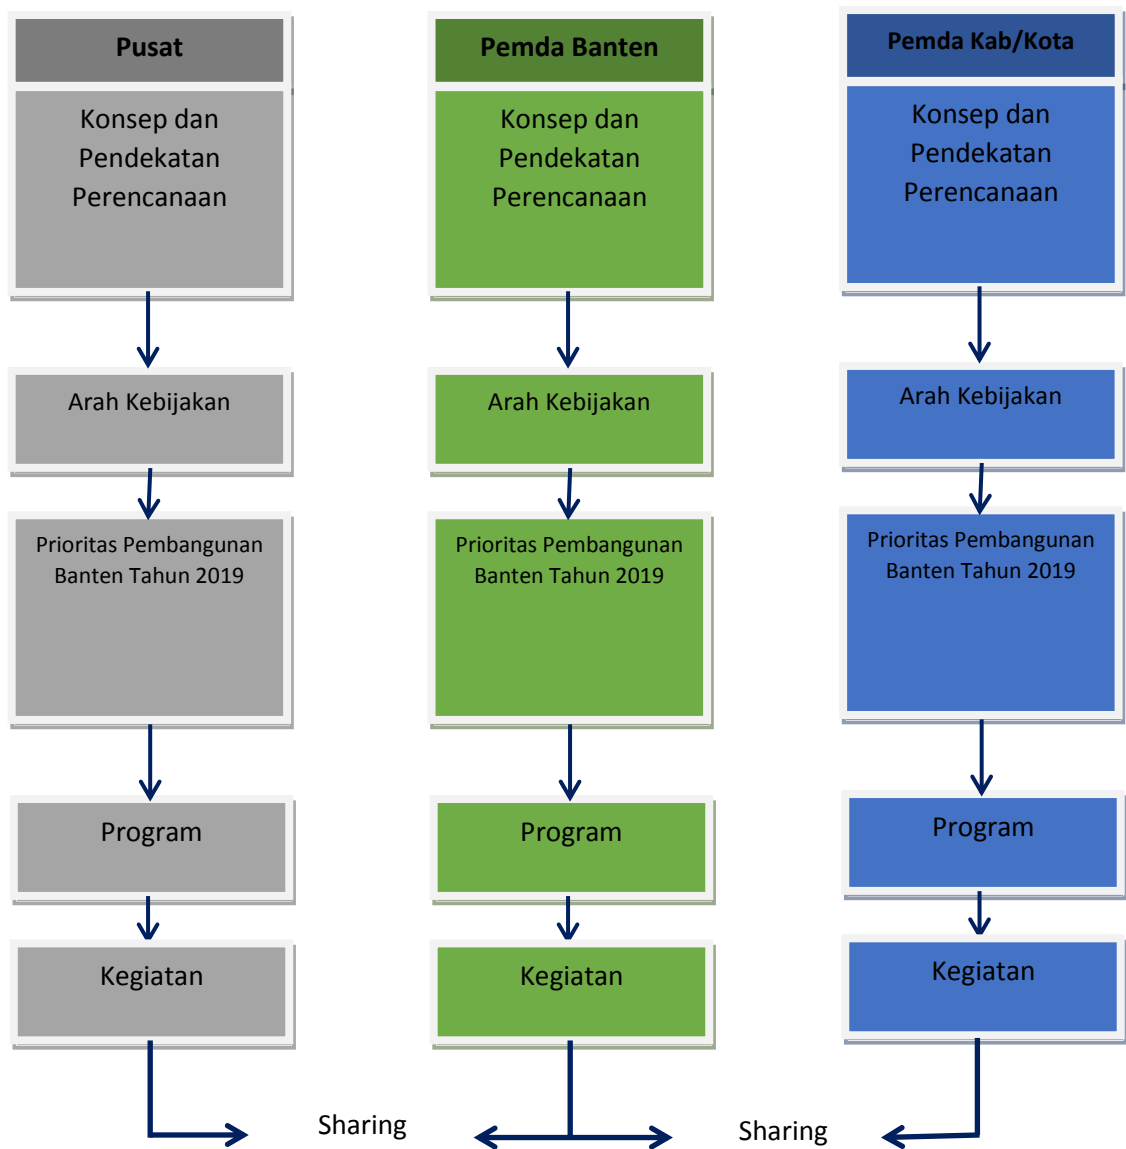 Pusat
Pemda Banten
Pemda Kab/Kota
Konsep dan
Pendekatan
Perencanaan
Konsep dan
Pendekatan
Perencanaan
Konsep dan
Pendekatan
Perencanaan
Arah Kebijakan
Arah Kebijakan
Arah Kebijakan
Prioritas Pembangunan
Banten Tahun 2019
Prioritas Pembangunan
Banten Tahun 2019
Prioritas Pembangunan
Banten Tahun 2019
Program
Program
Program
Kegiatan
Kegiatan
Kegiatan
Sharing
Sharing